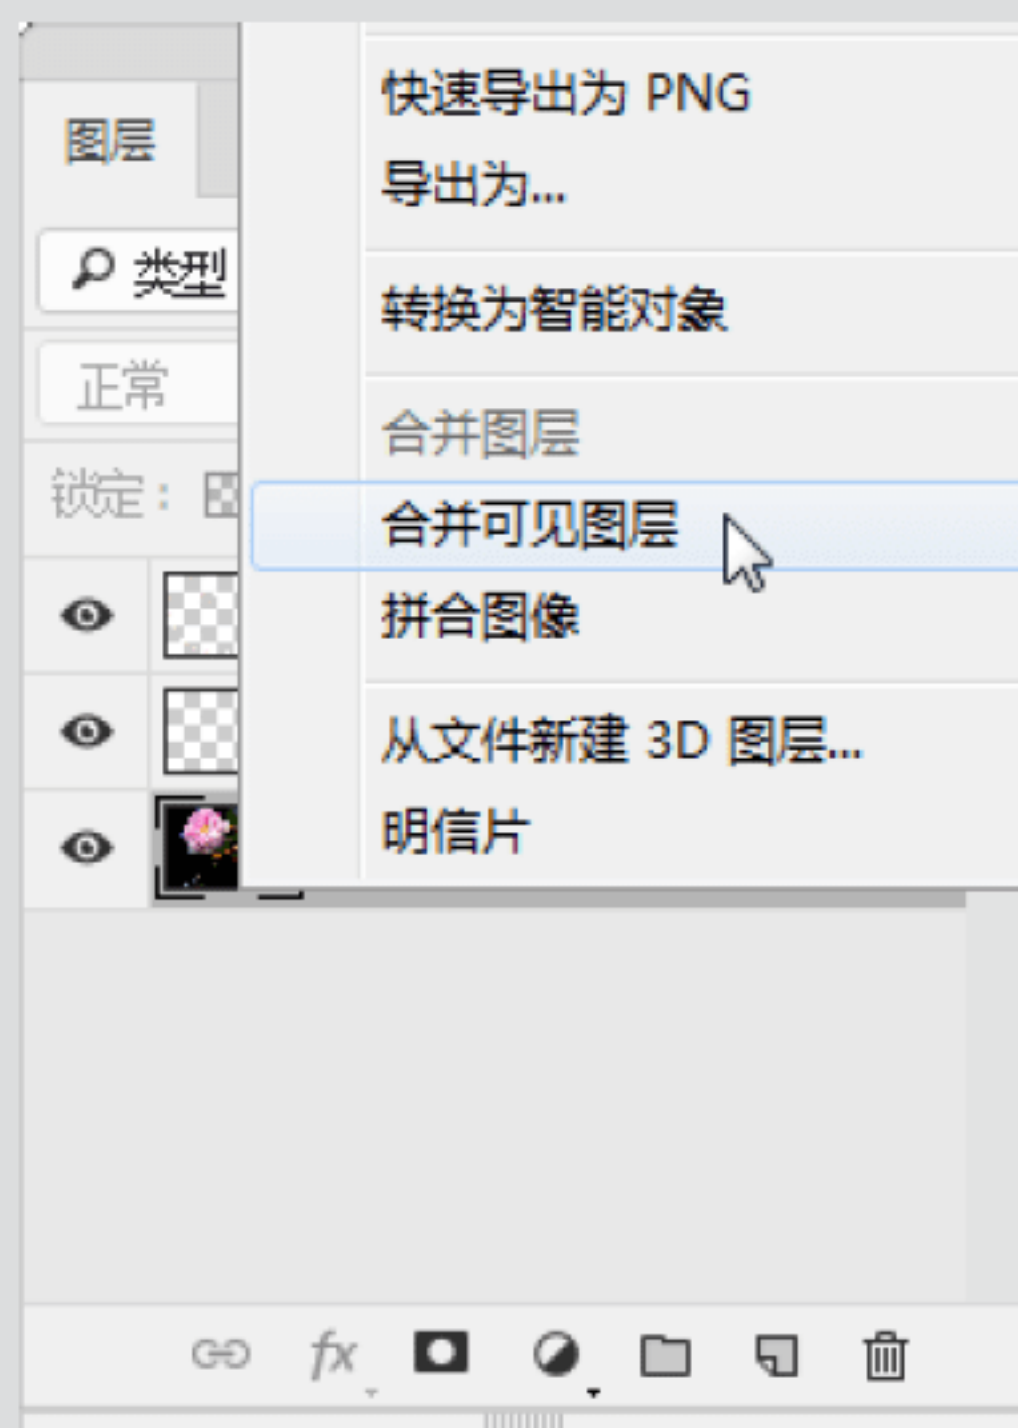 快速导出为 PNG
图层
导出为...
类型
转换为智能对象
正常
合并图层
锁定：
合并可见图层
拼合图像
从文件新建 3D 图层...
明信片
fx